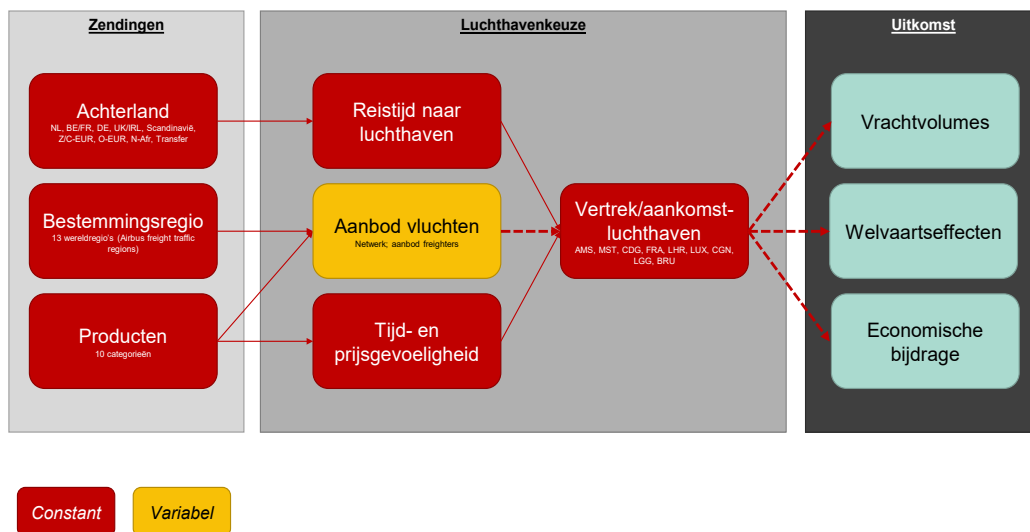 Zendingen
Achterland
NL, BE/FR, DE, UK/IRL, Scandinavië,
Z/C-EUR, O-EUR, N-Afr, Transfer
Bestemmingsregio
13 wereldregio's (Airbus freight traffic
regions)
Producten
10 categorieën
Luchthavenkeuze
Reistijd naar
luchthaven
Aanbod vluchten
Netwerk; aanbod freighters
Tijd- en
prijsgevoeligheid
Vertrek/aankomst-
luchthaven
AMS, MST, CDG, FRA, LHR, LUX, CGN,
LGG, BRU
Uitkomst
Vrachtvolumes
Welvaartseffecten
Economische
bijdrage
Constant
Variabel